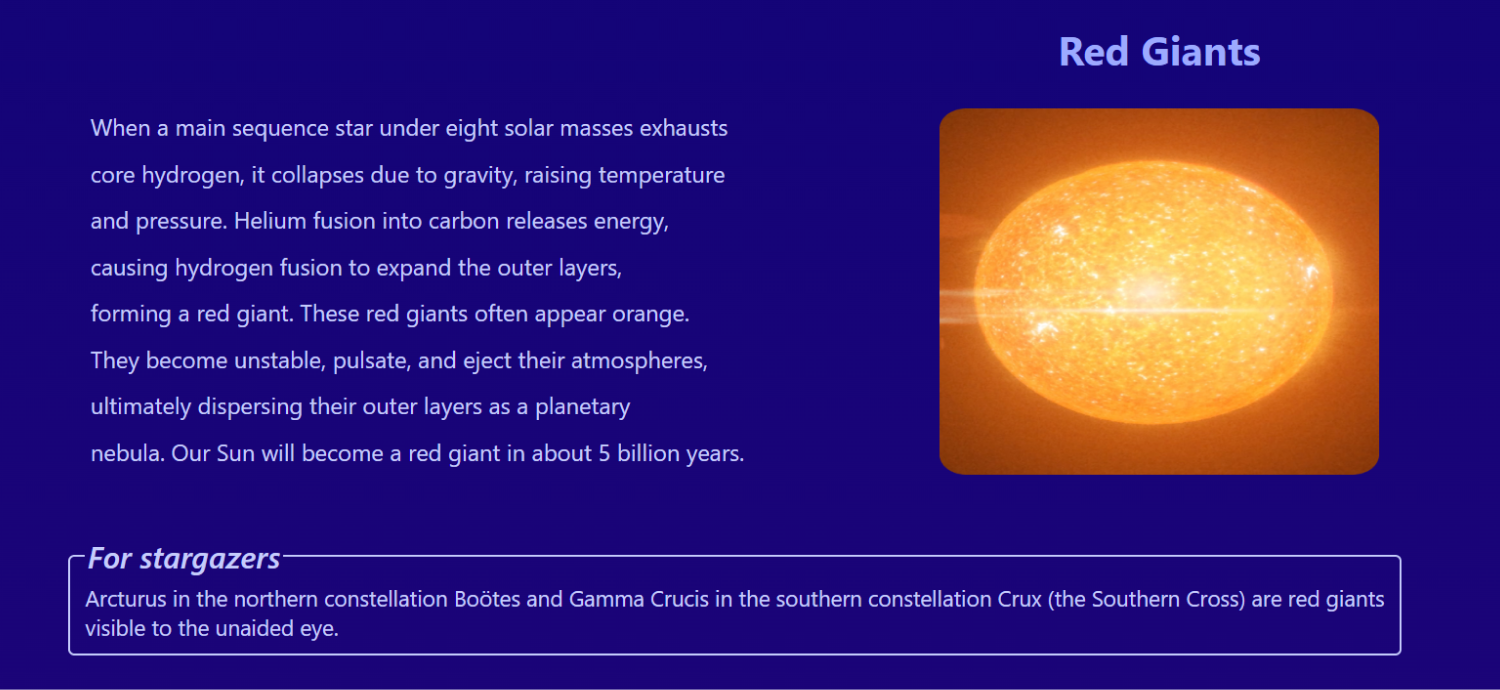 Red Giants
When a main sequence star under eight solar masses exhausts
core hydrogen, it collapses due to gravity, raising temperature
and pressure. Helium fusion into carbon releases energy,
causing hydrogen fusion to expand the outer layers,
forming a red giant. These red giants often appear orange.
They become unstable, pulsate, and eject their atmospheres,
ultimately dispersing their outer layers as a planetary
nebula. Our Sun will become a red giant in about 5 billion years.
For stargazers
Arcturus in the northern constellation Boötes and Gamma Crucis in the southern constellation Crux (the Southern Cross) are red giants
visible to the unaided eye.